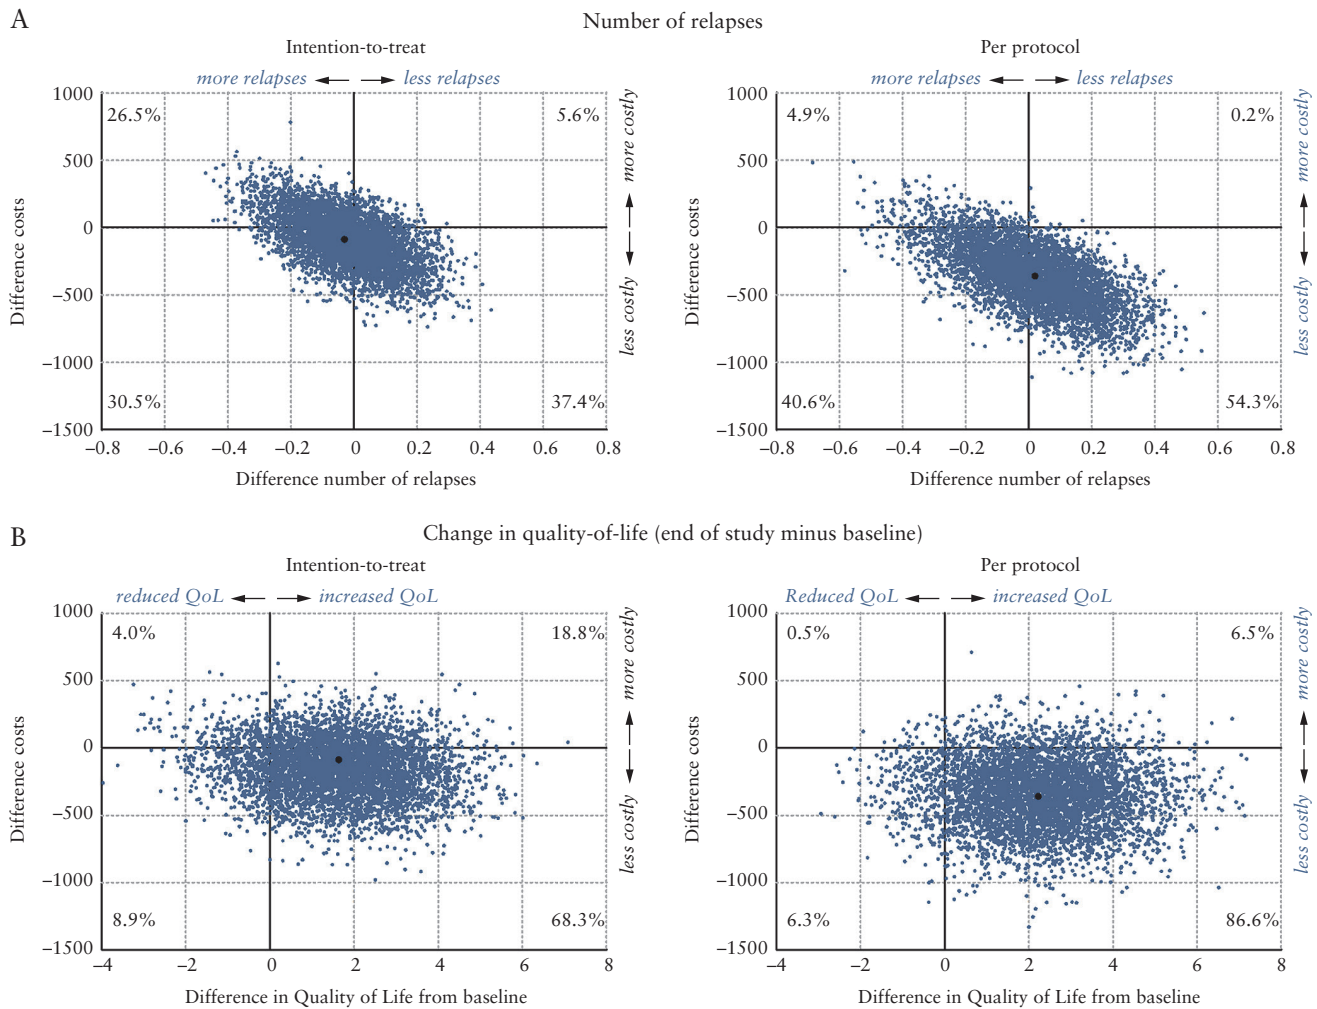 A
Number of relapses
Intention-to-treat
more relapses
less relapses
1000
500
0
−500
−1000
−1500
26.5%
5.6%
30.5%
37.4%
−0.8
−0.6
−0.4
−0.2
0
0.2
0.4
0.6
0.8
Difference costs
Difference number of relapses
more costly
less costly
Per protocol
more relapses
less relapses
1000
500
0
−500
−1000
−1500
4.9%
0.2%
40.6%
54.3%
−0.8
−0.6
−0.4
−0.2
0
0.2
0.4
0.6
0.8
Difference costs
Difference number of relapses
more costly
less costly
B
Change in quality-of-life (end of study minus baseline)
Intention-to-treat
reduced QoL
increased QoL
1000
500
0
−500
−1000
−1500
4.0%
18.8%
8.9%
68.3%
−4
−2
0
2
4
6
8
Difference costs
Difference in Quality of Life from baseline
more costly
less costly
Per protocol
Reduced QoL
increased QoL
1000
500
0
−500
−1000
−1500
0.5%
6.5%
6.3%
86.6%
−4
−2
0
2
4
6
8
Difference costs
Difference in Quality of Life from baseline
more costly
less costly